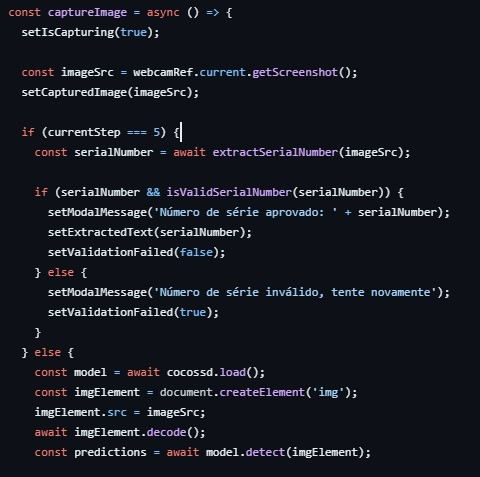 const captureImage = async () => {
setIsCapturing(true);
const imageSrc = webcamRef.current.getScreenshot();
setCapturedImage(imageSrc);
if (currentStep === 5) {
const serialNumber = await extractSerialNumber(imageSrc);
if (serialNumber && isValidSerialNumber(serialNumber)) {
setModalMessage('Número de série aprovado: ' + serialNumber);
setExtractedText(serialNumber);
setValidationFailed(false);
} else {
setModalMessage('Número de série inválido, tente novamente');
setValidationFailed(true);
}
} else {
const model = await cocossd.load();
const imgElement = document.createElement('img');
imgElement.src = imageSrc;
await imgElement.decode();
const predictions = await model.detect(imgElement);